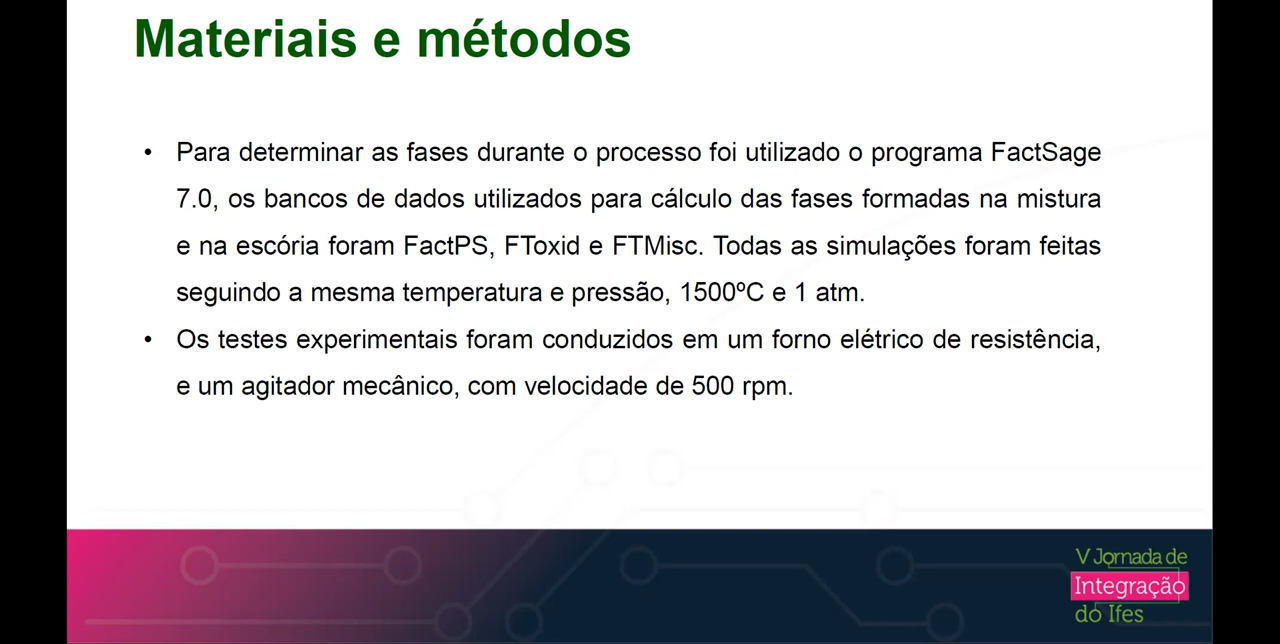 Materiais e métodos
• Para determinar as fases durante o processo foi utilizado o programa FactSage
7.0, os bancos de dados utilizados para cálculo das fases formadas na mistura
e na escória foram FactPS, FToxid e FTMisc. Todas as simulações foram feitas
seguindo a mesma temperatura e pressão, 1500ºC e 1 atm.
• Os testes experimentais foram conduzidos em um forno elétrico de resistência,
e um agitador mecânico, com velocidade de 500 rpm.
V Jornada de
Integração
do Ifes